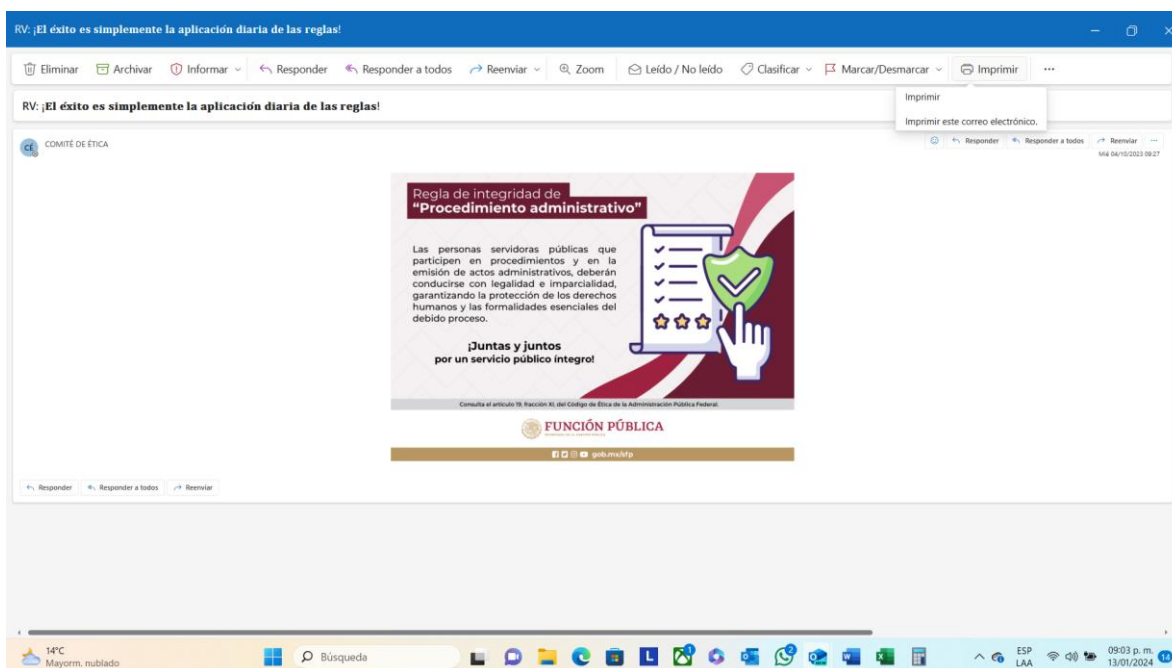 RV: ¡El éxito es simplemente la aplicación diaria de las reglas!
Eliminar Archivar Informar Responder Responder a todos Reenviar Zoom Leído / No leído Clasificar Marcar/Desmarcar Imprimir
RV: ¡El éxito es simplemente la aplicación diaria de las reglas!
Imprimir
Imprimir este correo electrónico.
CÉ COMITÉ DE ÉTICA
Responder Responder a todos Reenviar
Mié 04/10/2023 09:27
Regla de integridad de
“Procedimiento administrativo”
Las personas servidoras públicas que
participen en procedimientos y en la
emisión de actos administrativos, deberán
conducirse con legalidad e imparcialidad,
garantizando la protección de los derechos
humanos y las formalidades esenciales del
debido proceso.
¡Juntas y juntos
por un servicio público íntegro!
Consulta el artículo 19, fracción XI, del Código de Ética de la Administración Pública Federal.
FUNCIÓN PÚBLICA
gob.mx/sfp
Responder Responder a todos Reenviar
14°C
Mayorm. nublado
Búsqueda
ESP
LAA
09:03 p. m.
13/01/2024